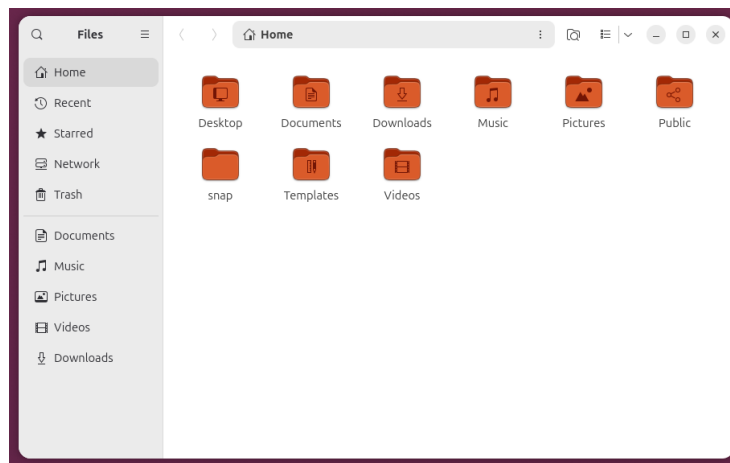 Files
Home
Home
Recent
Starred
Network
Trash
Documents
Music
Pictures
Videos
Downloads
Desktop
Documents
Downloads
Music
Pictures
Public
snap
Templates
Videos